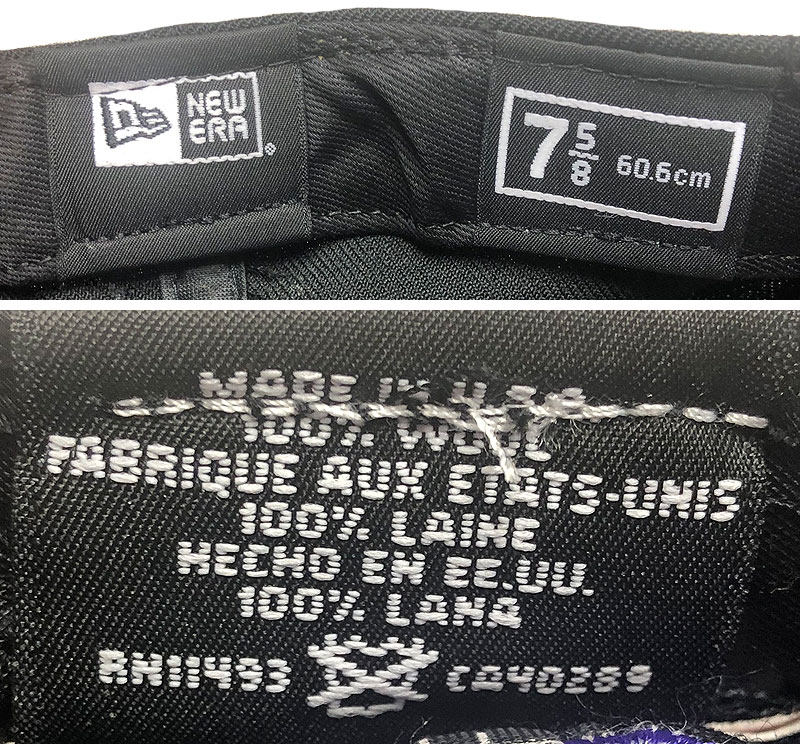 NEW
ERA
7 5/8 60.6cm
MADE IN U.S.A
100% WOOL
FABRIQUE AUX ETATS-UNIS
100% LAINE
HECHO EN EE.UU.
100% LANA
RN11493 CA40389